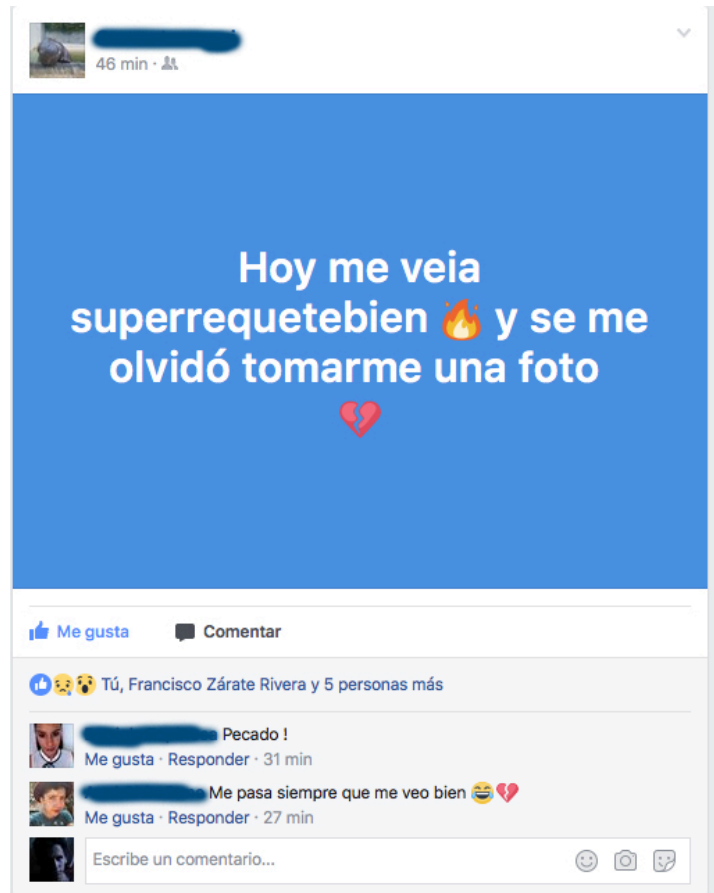 46 min ·
Hoy me veia
superrequetebien 🔥 y se me
olvidó tomarme una foto
💔
Me gusta Comentar
Tú, Francisco Zárate Rivera y 5 personas más
Pecado !
Me gusta · Responder · 31 min
Me pasa siempre que me veo bien 😂💔
Me gusta · Responder · 27 min
Escribe un comentario...